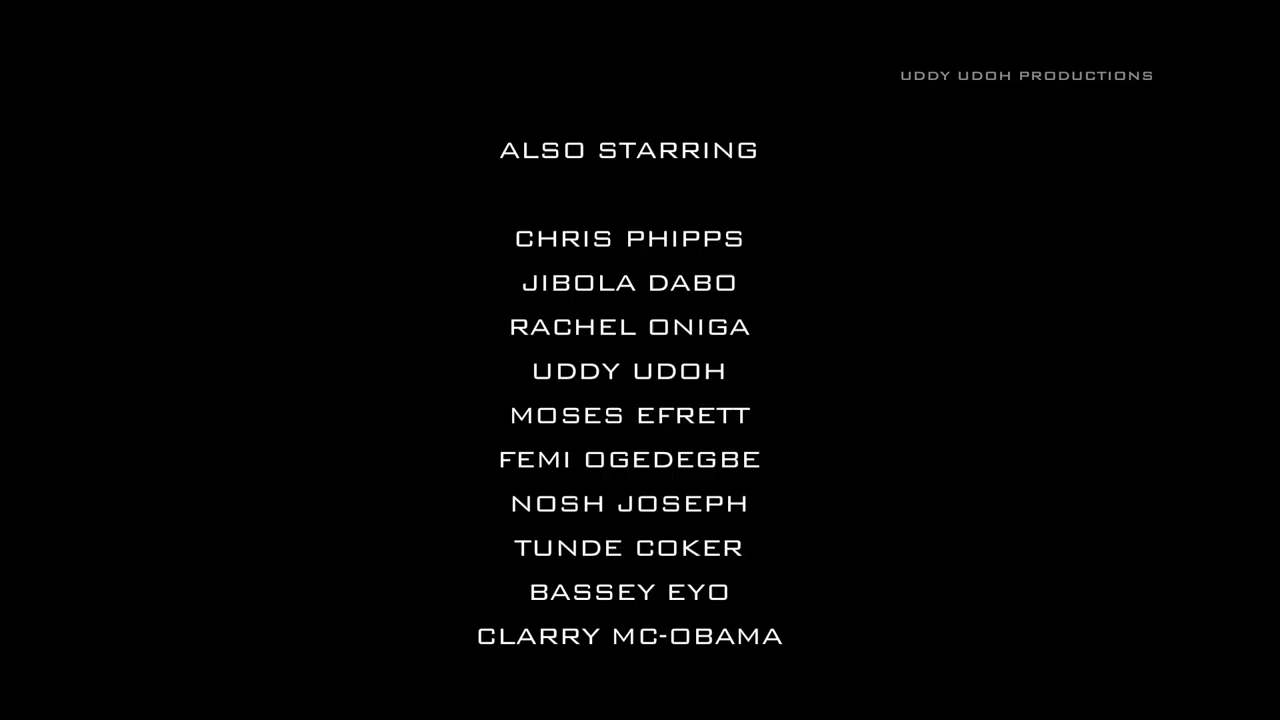 UDDY UDOH PRODUCTIONS
ALSO STARRING
CHRIS PHIPPS
JIBOLA DABO
RACHEL ONIGA
UDDY UDOH
MOSES EFRETT
FEMI OGEDEGBE
NOSH JOSEPH
TUNDE COKER
BASSEY EYO
CLARRY MC-OBAMA